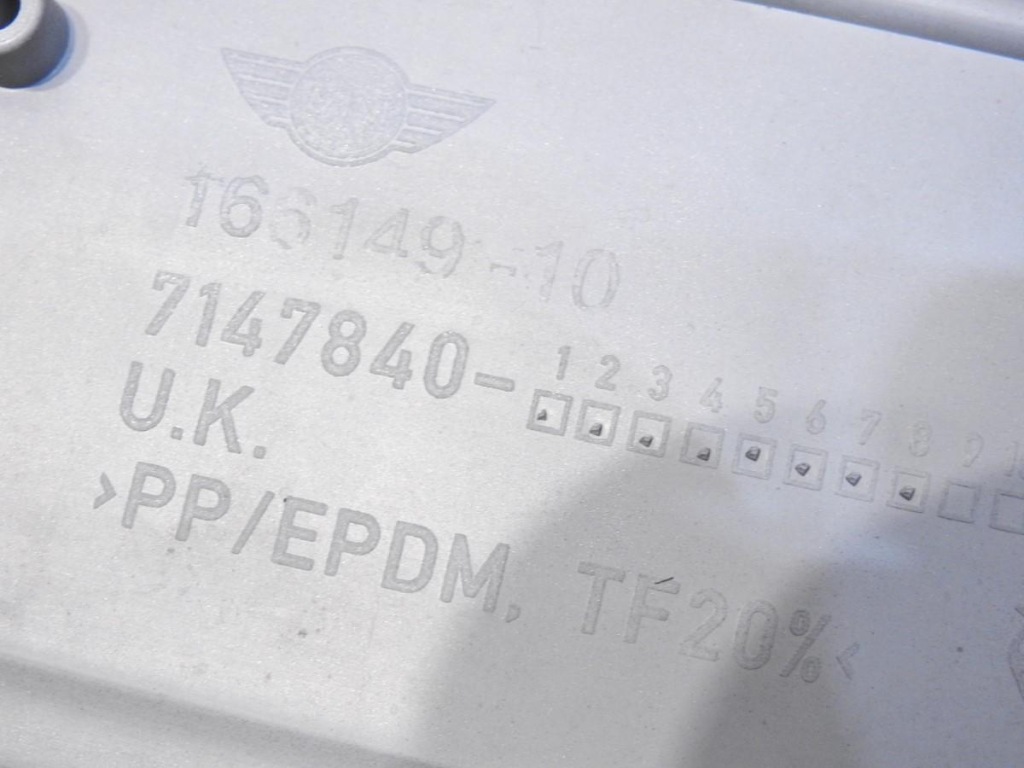 166149-10
7147840-
1 2 3 4 5 6 7 8 9
U.K.
>PP/EPDM, TF20%<